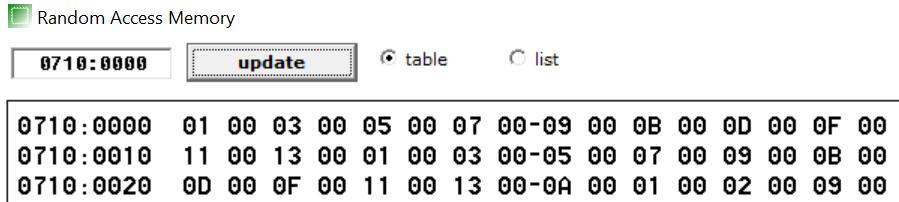 Random Access Memory
0710:0000 update table list
0710:0000 01 00 03 00 05 00 07 00-09 00 0B 00 0D 00 0F 00
0710:0010 11 00 13 00 01 00 03 00-05 00 07 00 09 00 0B 00
0710:0020 0D 00 0F 00 11 00 13 00-0A 00 01 00 02 00 09 00